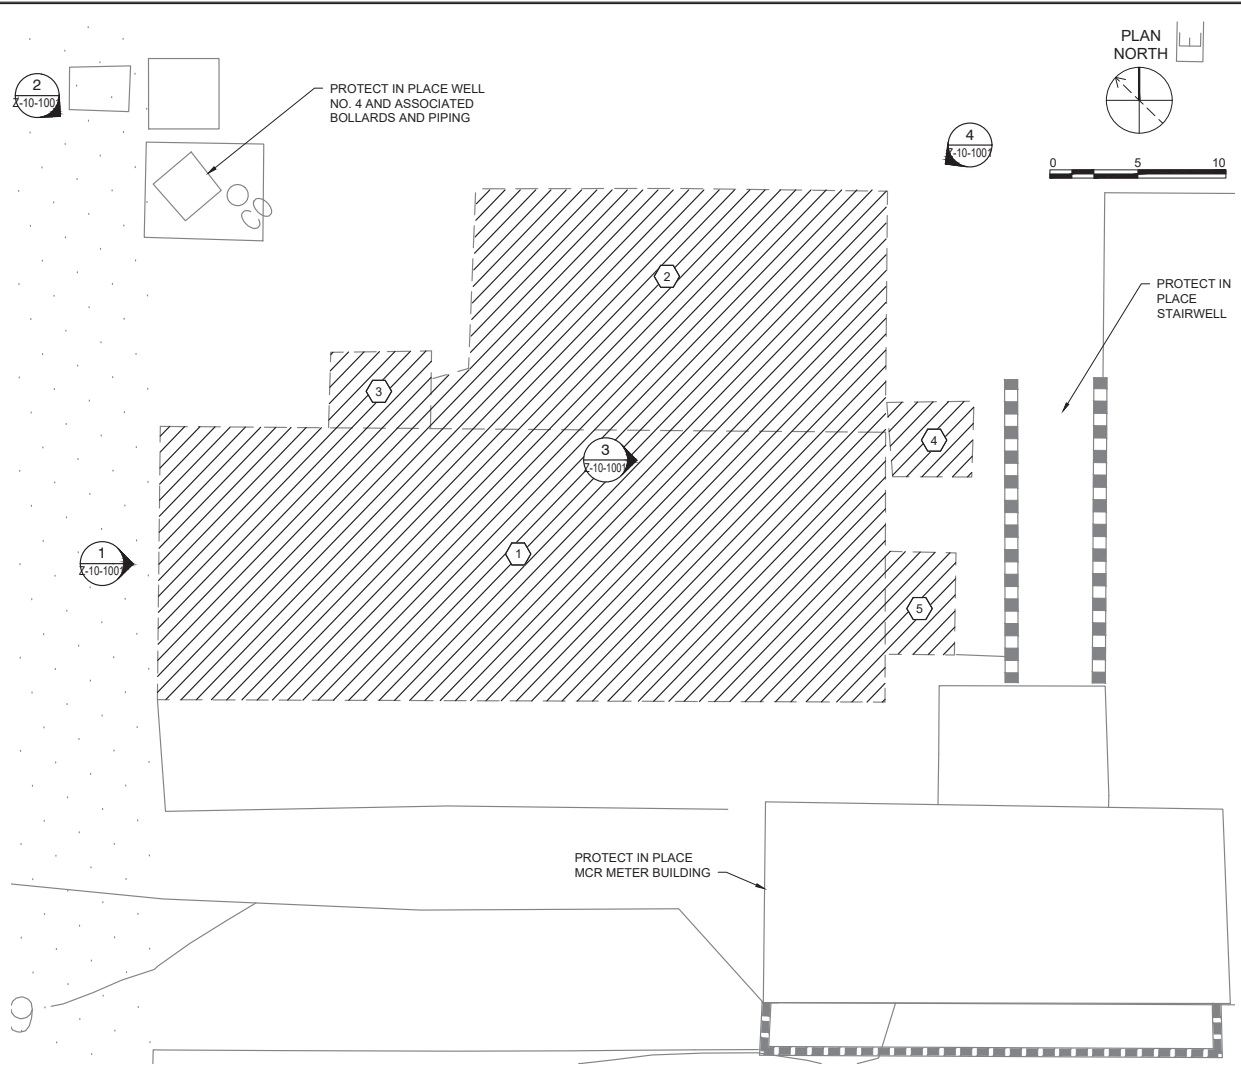 PLAN
NORTH
2
Z-10-1001
PROTECT IN PLACE WELL
NO. 4 AND ASSOCIATED
BOLLARDS AND PIPING
4
Z-10-1001
0 5 10
2
PROTECT IN
PLACE
STAIRWELL
3
4
3
Z-10-1001
1
Z-10-1001
1
5
PROTECT IN PLACE
MCR METER BUILDING
9